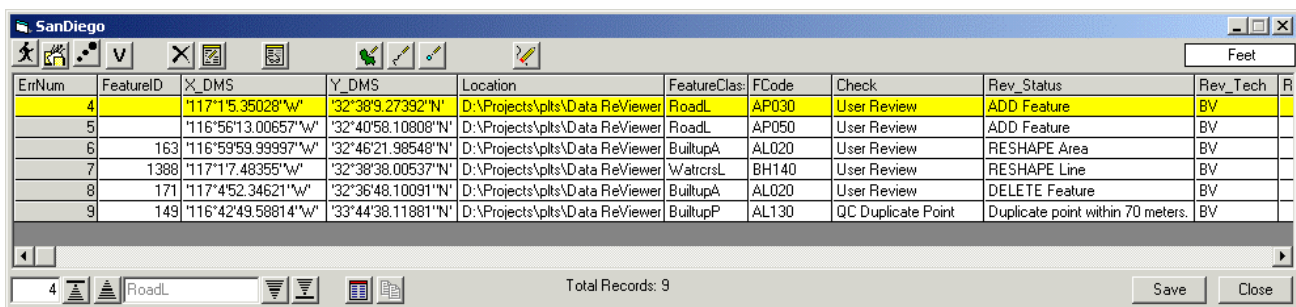 SanDiego
V Feet
ErrNum FeatureID X_DMS Y_DMS Location FeatureClas: FCode Check Rev_Status Rev_Tech R
4 '117°1'5.35028''W' '32°38'9.27392''N' D:\Projects\plts\Data ReViewer RoadL AP030 User Review ADD Feature BV
5 '116°56'13.00657''W' '32°40'58.10808''N' D:\Projects\plts\Data ReViewer RoadL AP050 User Review ADD Feature BV
6 163 '116°59'59.99997''W' '32°46'21.98548''N' D:\Projects\plts\Data ReViewer BuiltupA AL020 User Review RESHAPE Area BV
7 1388 '117°1'7.48355''W' '32°38'38.00537''N' D:\Projects\plts\Data ReViewer WatrcrsL BH140 User Review RESHAPE Line BV
8 171 '117°4'52.34621''W' '32°36'48.10091''N' D:\Projects\plts\Data ReViewer BuiltupA AL020 User Review DELETE Feature BV
9 149 '116°42'49.58814''W' '33°44'38.11881''N' D:\Projects\plts\Data ReViewer BuiltupP AL130 QC Duplicate Point Duplicate point within 70 meters. BV
4 RoadL Total Records: 9 Save Close